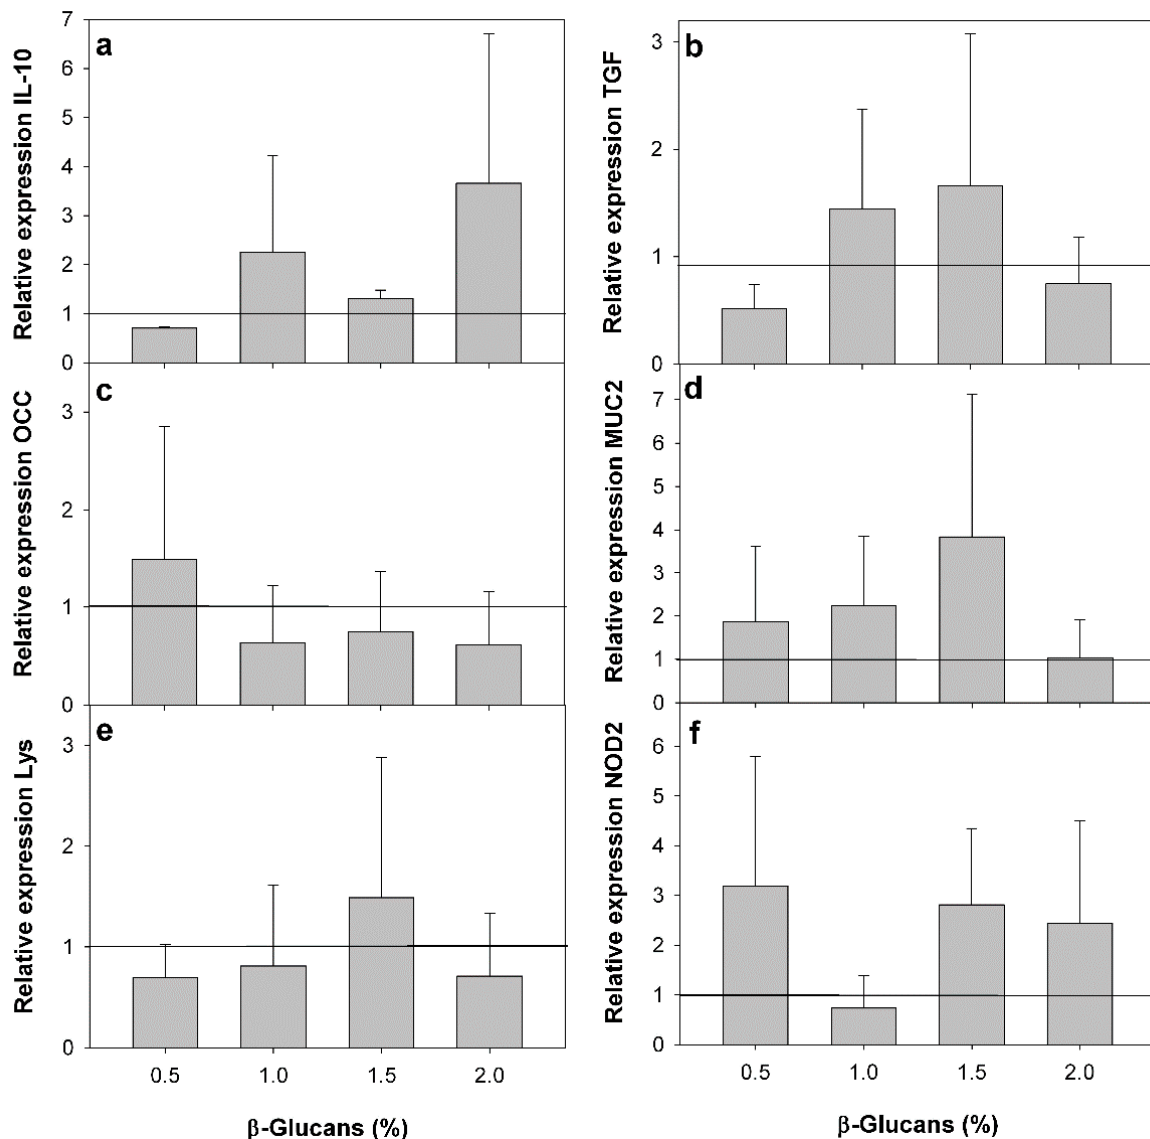 a
Relative expression IL-10
7
6
5
4
3
2
1
0
b
Relative expression TGF
3
2
1
0
c
Relative expression OCC
3
2
1
0
d
Relative expression MUC2
7
6
5
4
3
2
1
0
e
Relative expression Lys
3
2
1
0
0.5 1.0 1.5 2.0
β-Glucans (%)
f
Relative expression NOD2
6
5
4
3
2
1
0
0.5 1.0 1.5 2.0
β-Glucans (%)